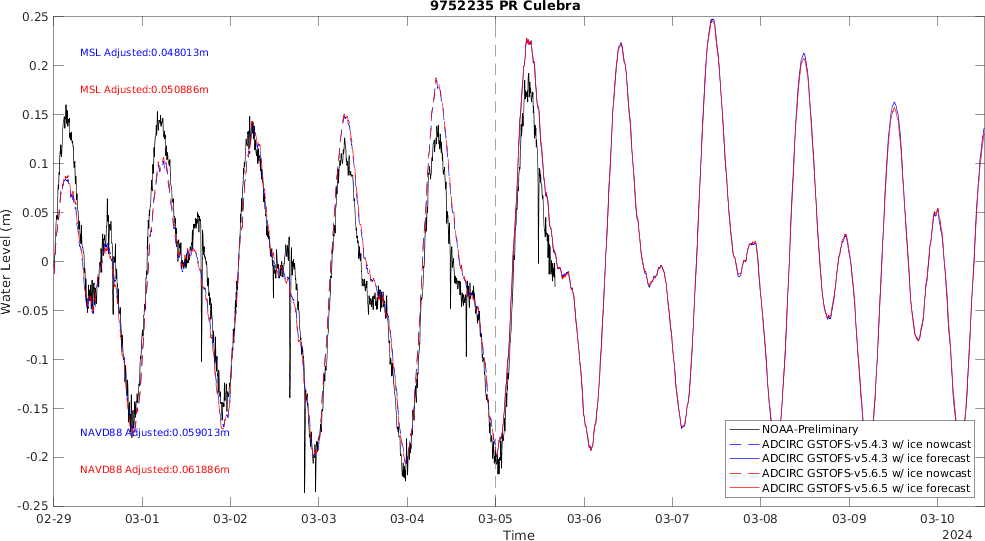 9752235 PR Culebra
0.25
MSL Adjusted:0.048013m
0.2
MSL Adjusted:0.050886m
0.15
0.1
0.05
0
-0.05
-0.1
-0.15
-0.2
-0.25
Water Level (m)
NAVD88 Adjusted:0.059013m
NAVD88 Adjusted:0.061886m
NOAA-Preliminary
ADCIRC GSTOFS-v5.4.3 w/ ice nowcast
ADCIRC GSTOFS-v5.4.3 w/ ice forecast
ADCIRC GSTOFS-v5.6.5 w/ ice nowcast
ADCIRC GSTOFS-v5.6.5 w/ ice forecast
02-29 03-01 03-02 03-03 03-04 03-05 03-06 03-07 03-08 03-09 03-10
2024
Time